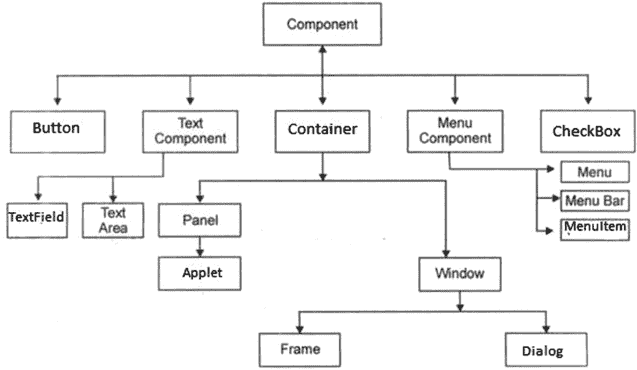 Component
Button
Text
Component
Container
Menu
Component
CheckBox
Menu
Menu Bar
MenuItem
TextField
Text
Area
Panel
Applet
Window
Frame
Dialog